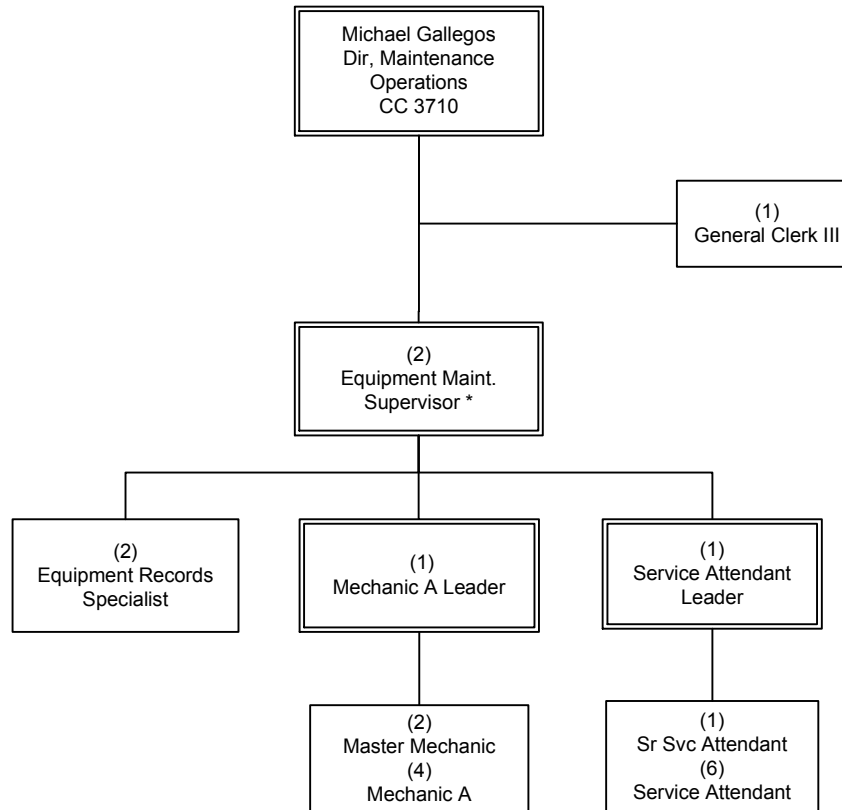 Michael Gallegos
Dir, Maintenance
Operations
CC 3710
(1)
General Clerk III
(2)
Equipment Maint.
Supervisor *
(2)
Equipment Records
Specialist
(1)
Mechanic A Leader
(1)
Service Attendant
Leader
(2)
Master Mechanic
(4)
Mechanic A
(1)
Sr Svc Attendant
(6)
Service Attendant